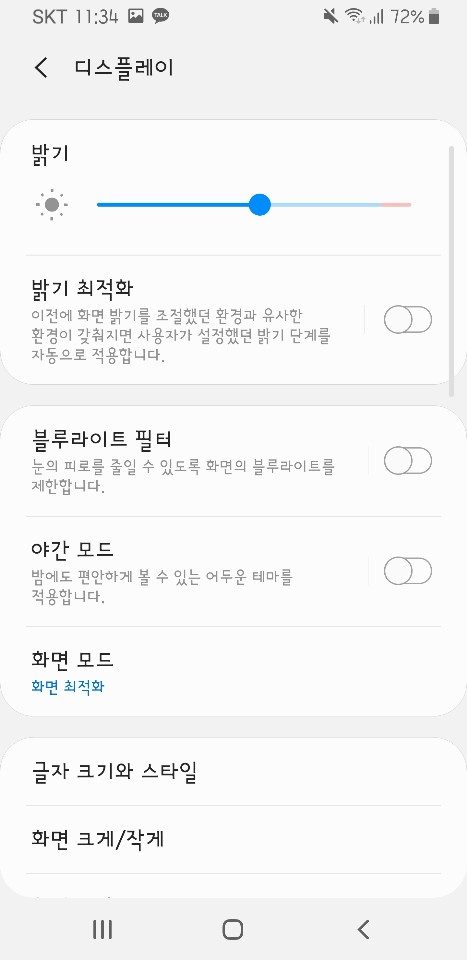 SKT 11:34 TALK 72%
디스플레이
밝기
밝기 최적화
이전에 화면 밝기를 조절했던 환경과 유사한
환경이 갖춰지면 사용자가 설정했던 밝기 단계를
자동으로 적용합니다.
블루라이트 필터
눈의 피로를 줄일 수 있도록 화면의 블루라이트를
제한합니다.
야간 모드
밤에도 편안하게 볼 수 있는 어두운 테마를
적용합니다.
화면 모드
화면 최적화
글자 크기와 스타일
화면 크게/작게